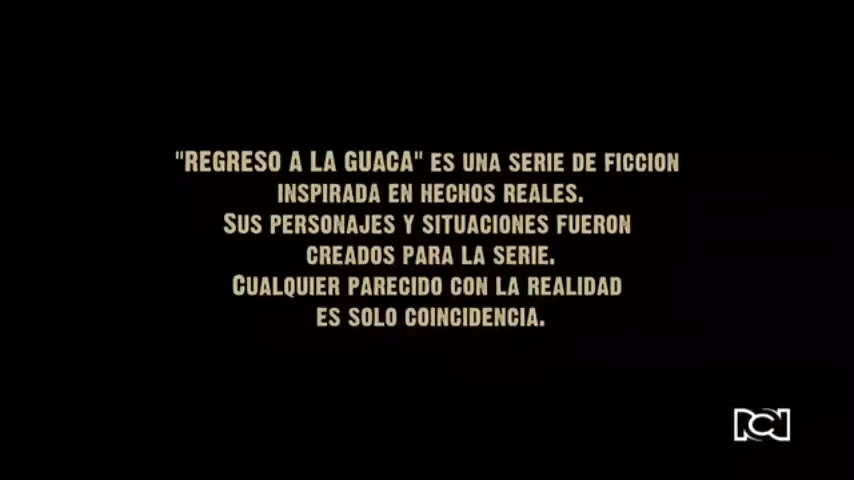 "REGRESO A LA GUACA" ES UNA SERIE DE FICCION
INSPIRADA EN HECHOS REALES.
SUS PERSONAJES Y SITUACIONES FUERON
CREADOS PARA LA SERIE.
CUALQUIER PARECIDO CON LA REALIDAD
ES SOLO COINCIDENCIA.
RCN